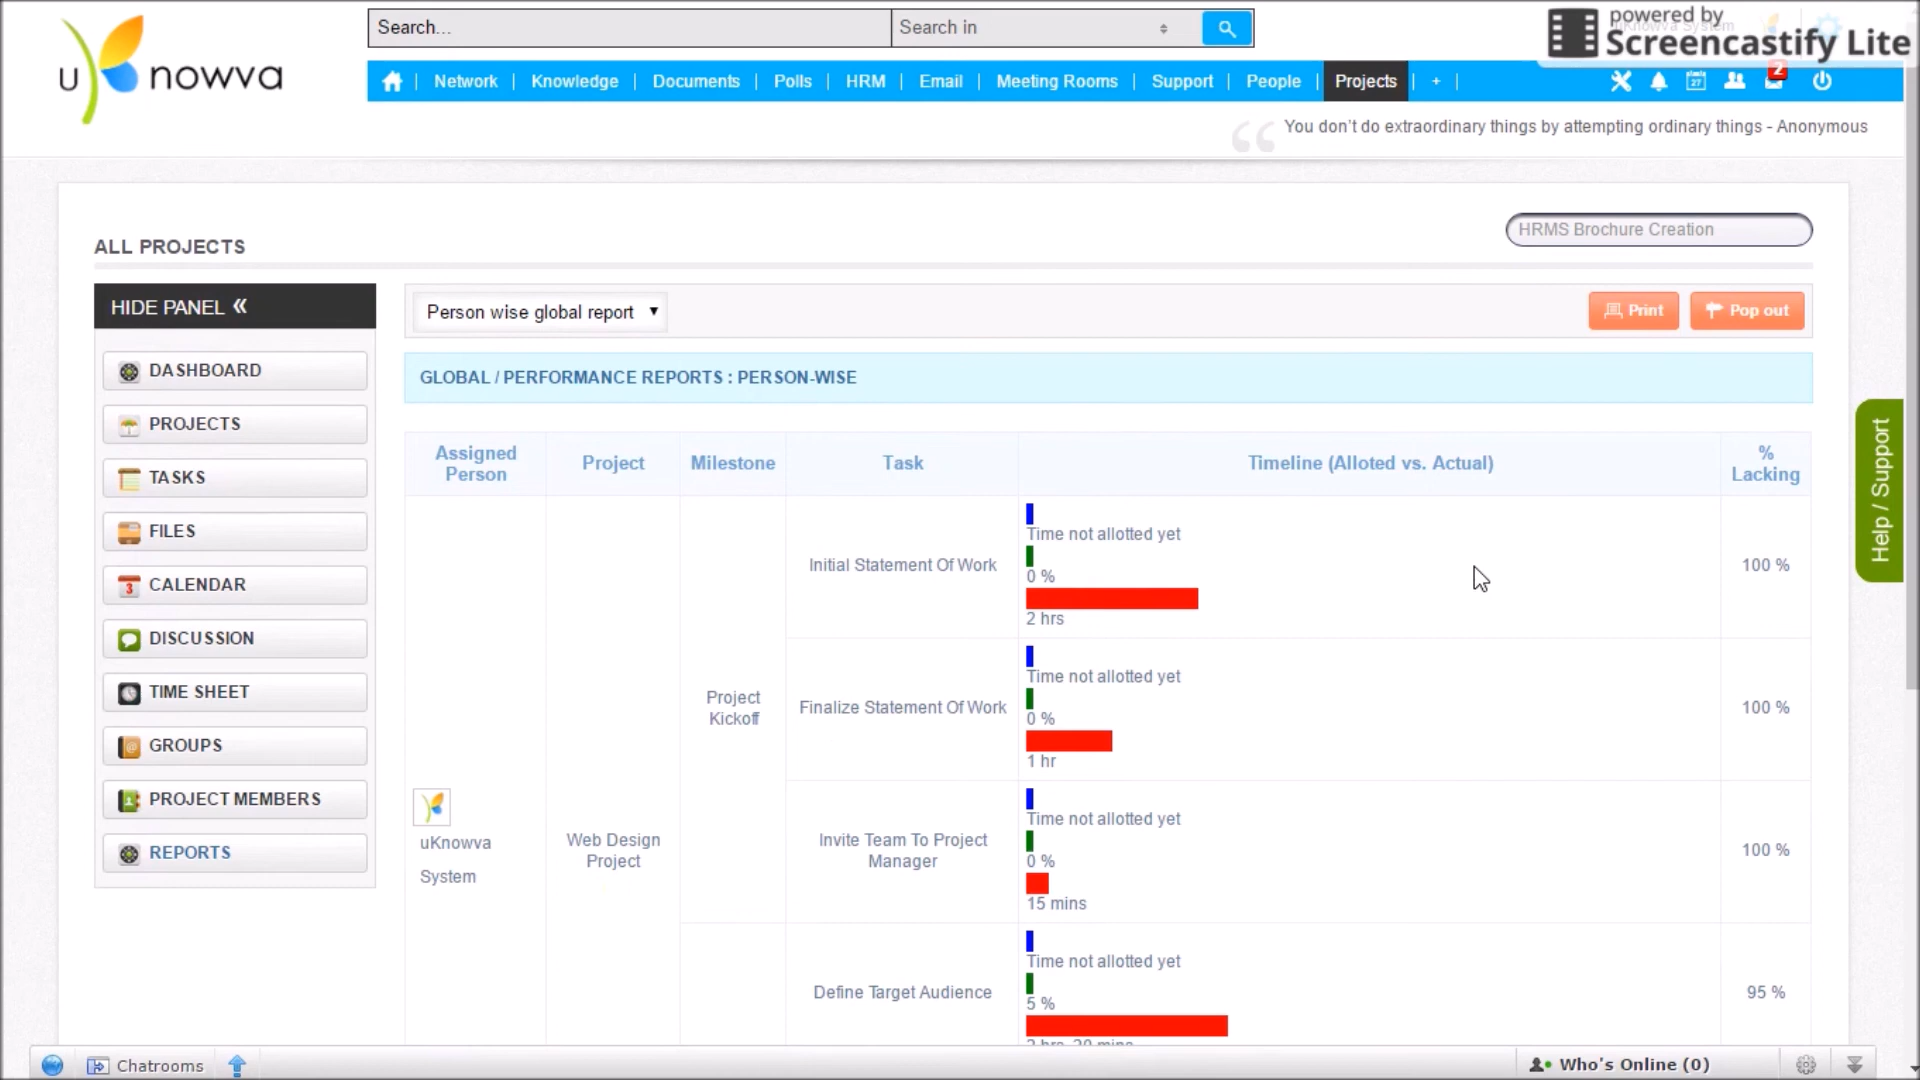 powered by
Screencastify Lite
u nowva
Search...
Search in
Network
Knowledge
Documents
Polls
HRM
Email
Meeting Rooms
Support
People
Projects
+
27
2
You don't do extraordinary things by attempting ordinary things - Anonymous
HRMS Brochure Creation
ALL PROJECTS
HIDE PANEL «
DASHBOARD
PROJECTS
TASKS
FILES
3 CALENDAR
DISCUSSION
TIME SHEET
GROUPS
PROJECT MEMBERS
REPORTS
Person wise global report
Print
Pop out
GLOBAL / PERFORMANCE REPORTS : PERSON-WISE
Assigned
Person
Project
Milestone
Task
Timeline (Alloted vs. Actual)
%
Lacking
uKnowva
System
Web Design
Project
Project
Kickoff
Initial Statement Of Work
Time not allotted yet
0 %
2 hrs
100 %
Finalize Statement Of Work
Time not allotted yet
0 %
1 hr
100 %
Invite Team To Project
Manager
Time not allotted yet
0 %
15 mins
100 %
Define Target Audience
Time not allotted yet
5 %
95 %
Help / Support
Chatrooms
Who's Online (0)